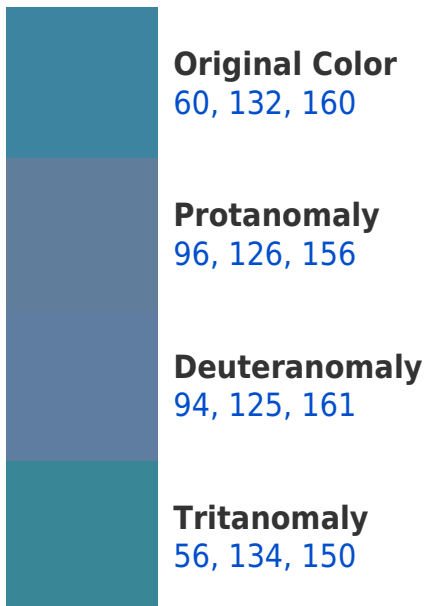 Original Color
60, 132, 160
Protanomaly
96, 126, 156
Deuteranomaly
94, 125, 161
Tritanomaly
56, 134, 150